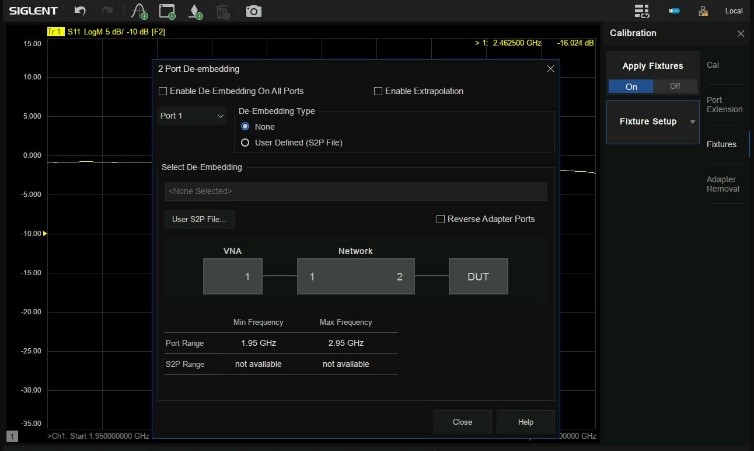 SIGLENT
Local
Tr 1 S11 LogM 5 dB/ -10 dB [F2]
> 1: 2.462500 GHz -16.024 dB
15.00
10.00
5.000
0.000
-5.000
-10.00
-15.00
-20.00
-25.00
-30.00
-35.00
1
>Ch1. Start 1.950000000 GHz
0000 GHz
2 Port De-embedding
Enable De-Embedding On All Ports
Enable Extrapolation
Port 1
De-Embedding Type
None
User Defined (S2P File)
Select De-Embedding
<None Selected>
User S2P File...
Reverse Adapter Ports
VNA
Network
1
1
2
DUT
Min Frequency
Max Frequency
Port Range
1.95 GHz
2.95 GHz
S2P Range
not available
not available
Close
Help
Calibration
Apply Fixtures
On
Off
Fixture Setup
Cal
Port
Extension
Fixtures
Adapter
Removal